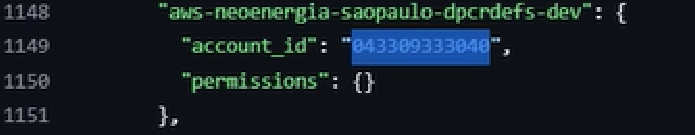 1148 "aws-neoenergia-saopaulo-dpcrdefs-dev": {
1149 "account_id": "043309333040",
1150 "permissions": {}
1151 },